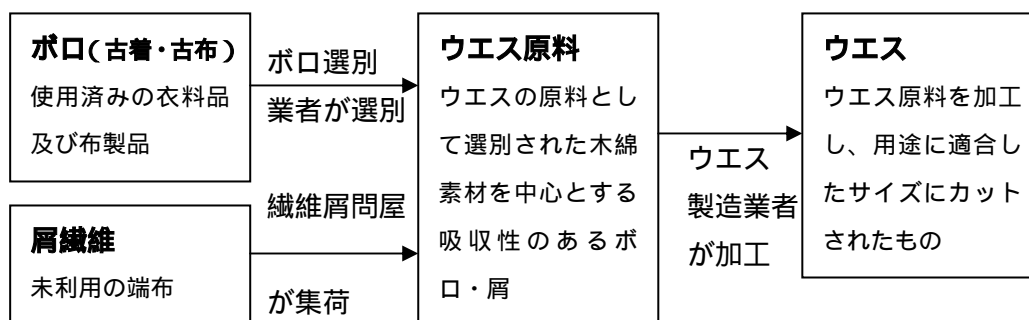 ボロ(古着・古布)
使用済みの衣料品
及び布製品
屑繊維
未利用の端布
ボロ選別
業者が選別
繊維屑問屋
が集荷
ウエス原料
ウエスの原料とし
て選別された木綿
素材を中心とする
吸収性のあるボ
ロ・屑
ウエス
製造業者
が加工
ウエス
ウエス原料を加工
し、用途に適合し
たサイズにカット
されたもの